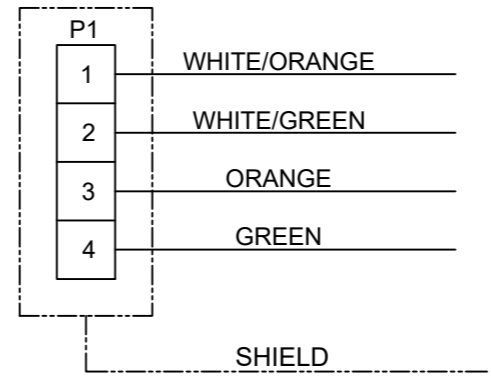 P1
1 WHITE/ORANGE
2 WHITE/GREEN
3 ORANGE
4 GREEN
SHIELD